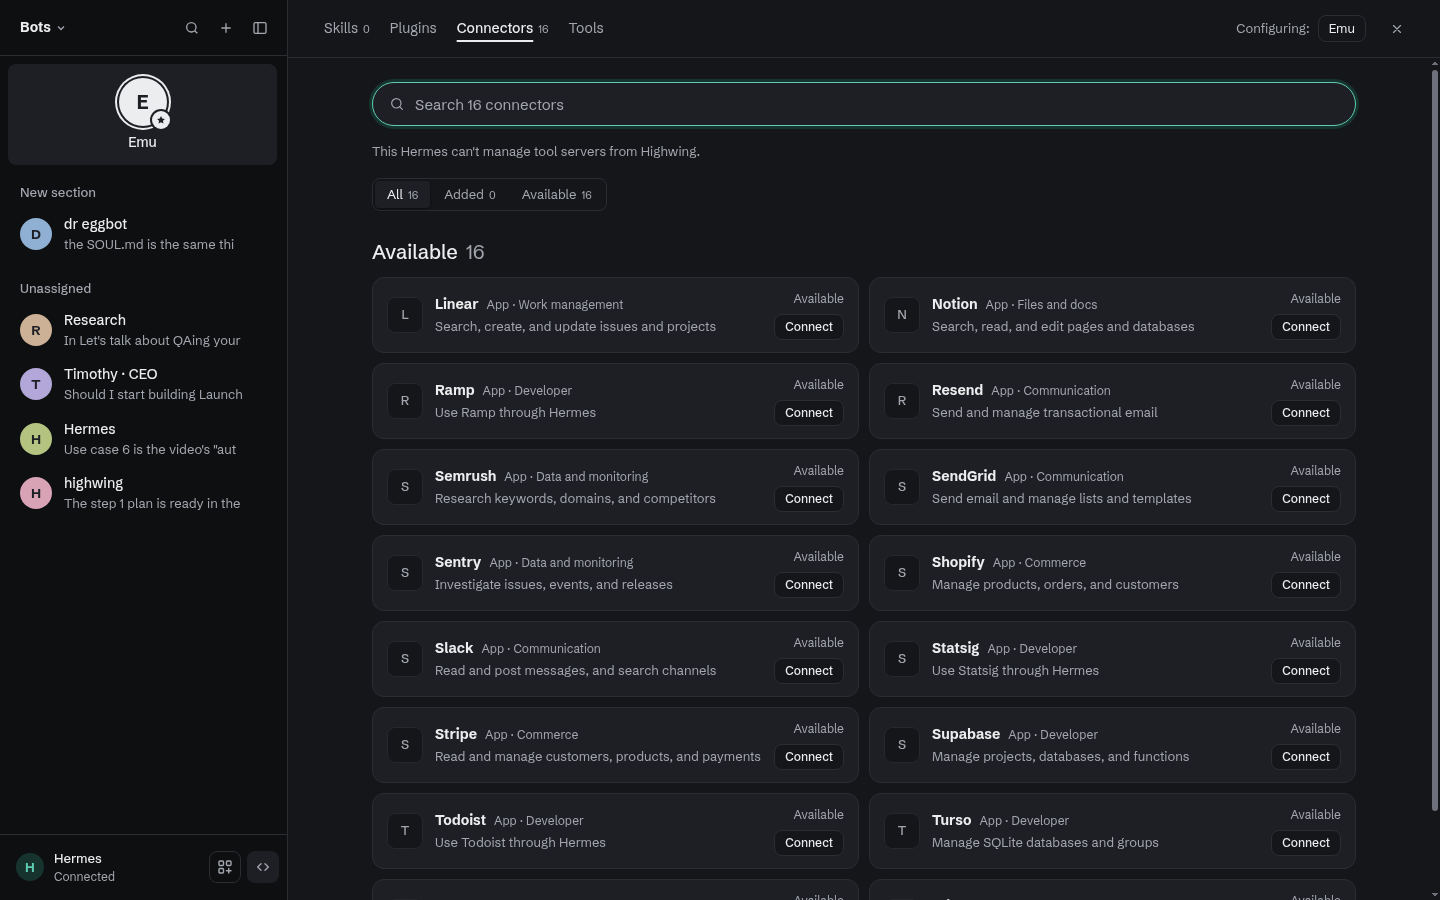 Bots
Skills 0 Plugins Connectors 16 Tools
Configuring: Emu
E
Emu
New section
D
dr eggbot
the SOUL.md is the same thi
Unassigned
R
Research
In Let's talk about QAing your
T
Timothy · CEO
Should I start building Launch
H
Hermes
Use case 6 is the video's "aut
H
highwing
The step 1 plan is ready in the
H
Hermes
Connected
Search 16 connectors
This Hermes can't manage tool servers from Highwing.
All 16 Added 0 Available 16
Available 16
L
Linear App · Work management
Search, create, and update issues and projects
Available
Connect
N
Notion App · Files and docs
Search, read, and edit pages and databases
Available
Connect
R
Ramp App · Developer
Use Ramp through Hermes
Available
Connect
R
Resend App · Communication
Send and manage transactional email
Available
Connect
S
Semrush App · Data and monitoring
Research keywords, domains, and competitors
Available
Connect
S
SendGrid App · Communication
Send email and manage lists and templates
Available
Connect
S
Sentry App · Data and monitoring
Investigate issues, events, and releases
Available
Connect
S
Shopify App · Commerce
Manage products, orders, and customers
Available
Connect
S
Slack App · Communication
Read and post messages, and search channels
Available
Connect
S
Statsig App · Developer
Use Statsig through Hermes
Available
Connect
S
Stripe App · Commerce
Read and manage customers, products, and payments
Available
Connect
S
Supabase App · Developer
Manage projects, databases, and functions
Available
Connect
T
Todoist App · Developer
Use Todoist through Hermes
Available
Connect
T
Turso App · Developer
Manage SQLite databases and groups
Available
Connect
Available
Available